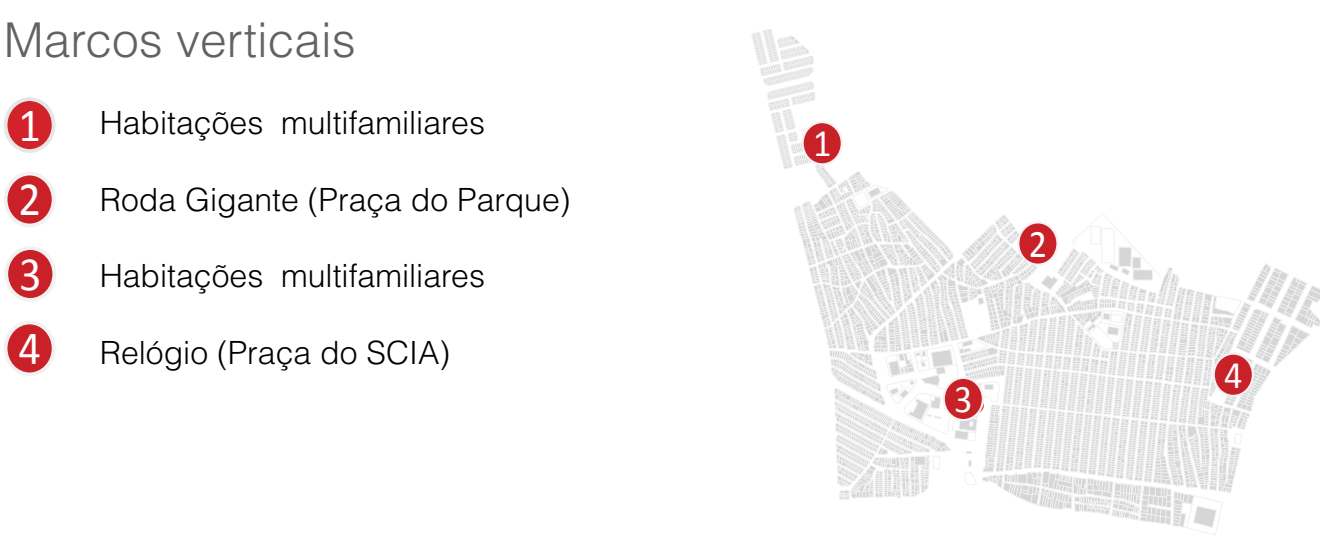 Marcos verticais
1 Habitações multifamiliares
2 Roda Gigante (Praça do Parque)
3 Habitações multifamiliares
4 Relógio (Praça do SCIA)
1
2
3
4